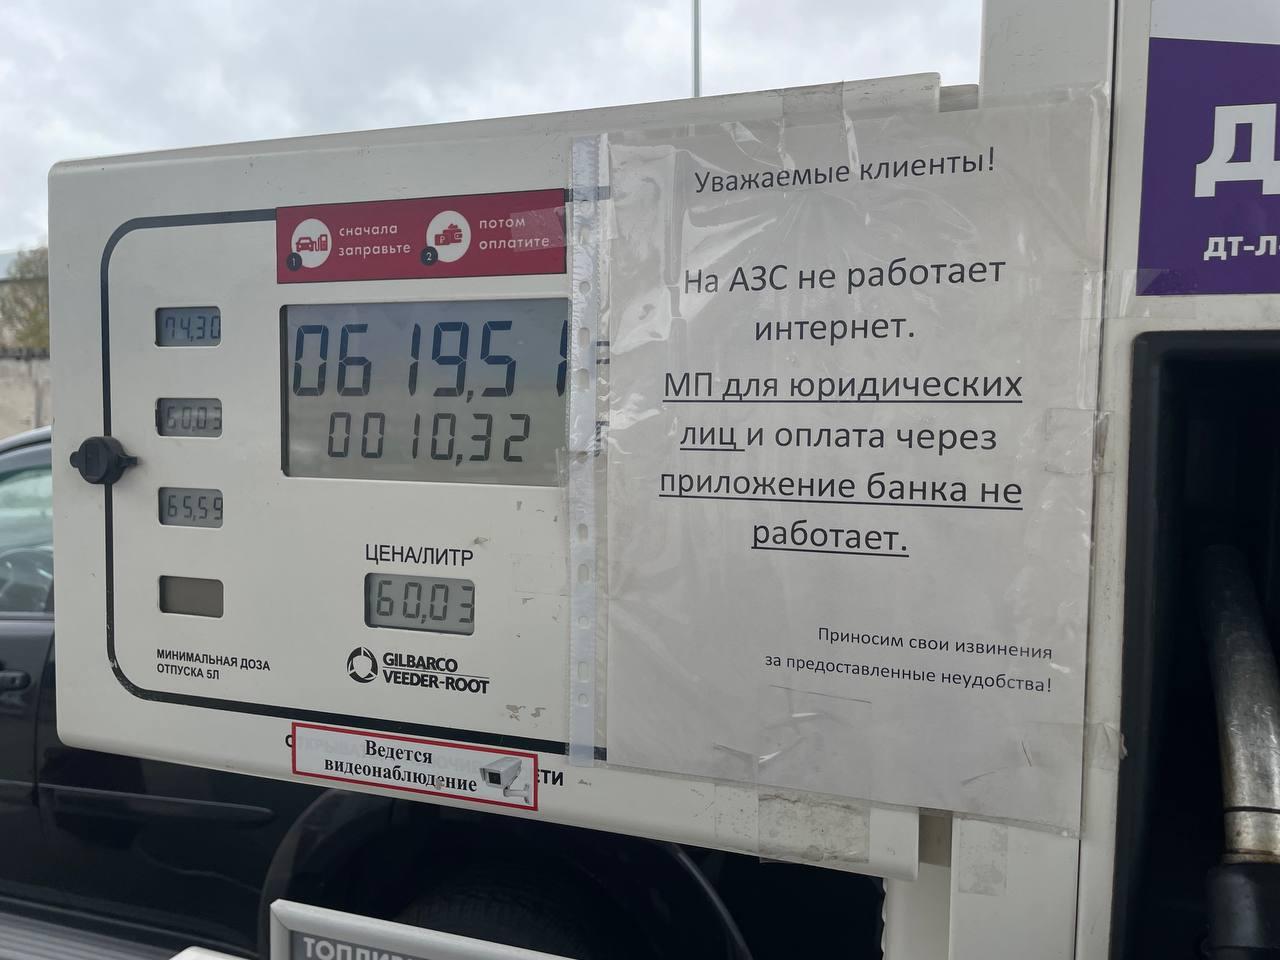 сначала
заправьте
1
потом
оплатите
2
74,30
60,03
65,59
0619,51
0010,32
ЦЕНА/ЛИТР
60,03
МИНИМАЛЬНАЯ ДОЗА
ОТПУСКА 5Л
GILBARCO
VEEDER-ROOT
Ведется
видеонаблюдение
Уважаемые клиенты!
На АЗС не работает
интернет.
МП для юридических
лиц и оплата через
приложение банка не
работает.
Приносим свои извинения
за предоставленные неудобства!